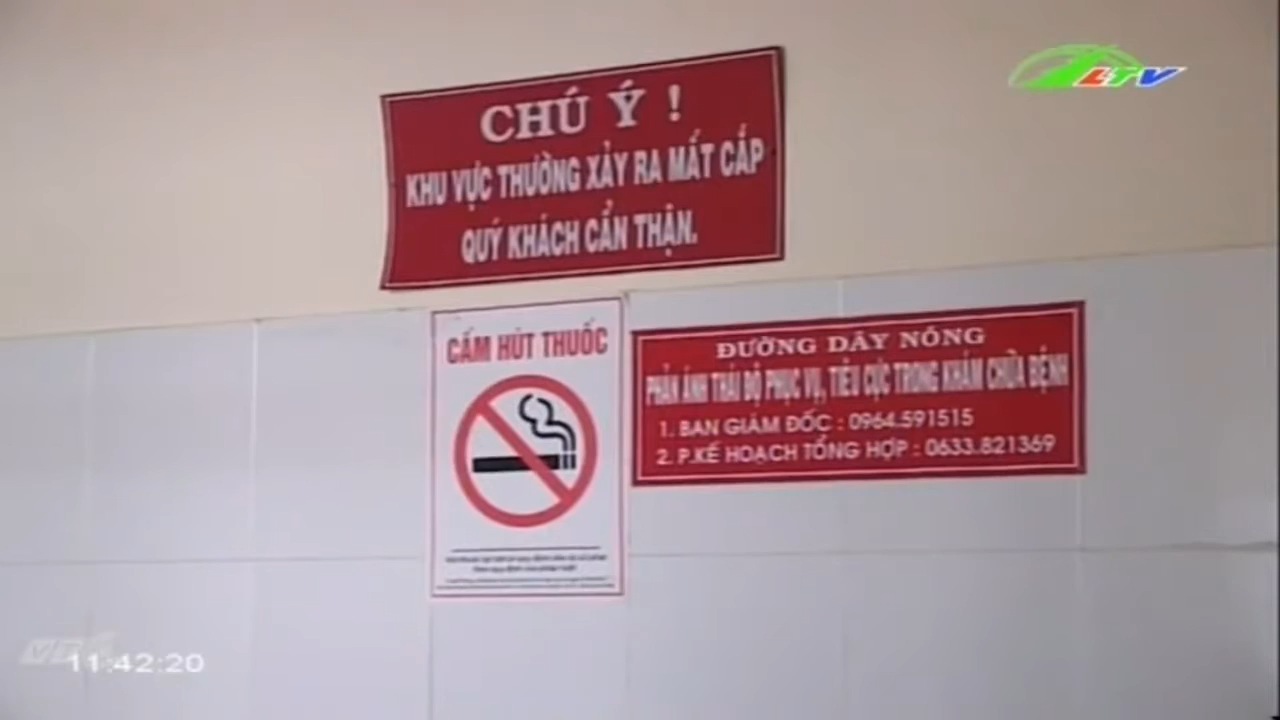 LTV
CHÚ Ý !
KHU VỰC THƯỜNG XẢY RA MẤT CẮP
QUÝ KHÁCH CẨN THẬN.
CẤM HÚT THUỐC
ĐƯỜNG DÂY NÓNG
PHẢN ÁNH THÁI ĐỘ PHỤC VỤ, TIÊU CỰC TRONG KHÁM CHỮA BỆNH
1. BAN GIÁM ĐỐC : 0964.591515
2. P.KẾ HOẠCH TỔNG HỢP : 0633.821369
11:42:20